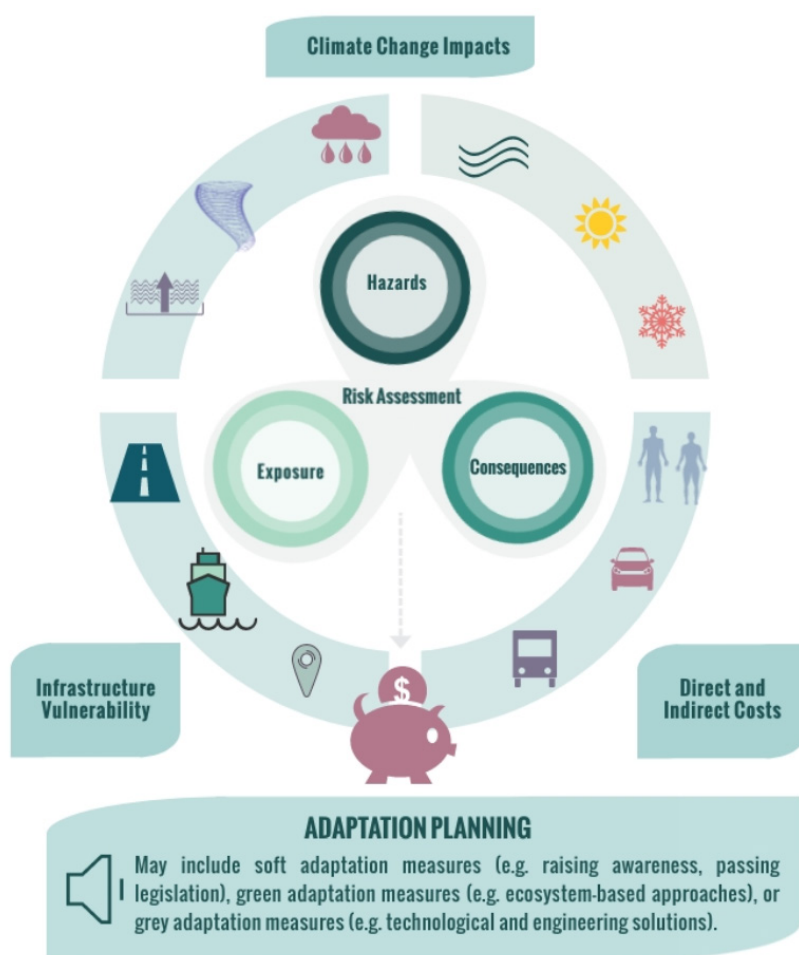 Climate Change Impacts
Hazards
Risk Assessment
Exposure
Consequences
Infrastructure
Vulnerability
Direct and
Indirect Costs
$
ADAPTATION PLANNING
May include soft adaptation measures (e.g. raising awareness, passing
legislation), green adaptation measures (e.g. ecosystem-based approaches), or
grey adaptation measures (e.g. technological and engineering solutions).